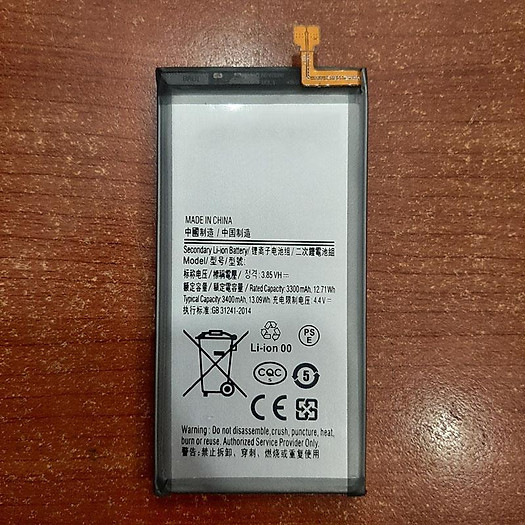 MADE IN CHINA
中國制造 / 中国制造
Secondary Li-ion Battery/ 锂离子电池组/ 二次鋰電池組
Model/型号/型號:
标称电压/ 標稱電壓/ 정격: 3.85VH⎓
额定容量/ 額定電容量/ Rated Capacity: 3300mAh, 12.71Wh
Typical Capacity: 3400mAh, 13.09Wh 充电限制电压: 4.4V⎓
执行标准:GB 31241-2014
Li-ion 00
PS
E
CQC
S
5
CE
Warning: Do not disassemble,crush, puncture, heat,
burn or reuse. Authorized Service Provider Only.
警告:禁止拆卸、穿刺、燃烧或重复使用